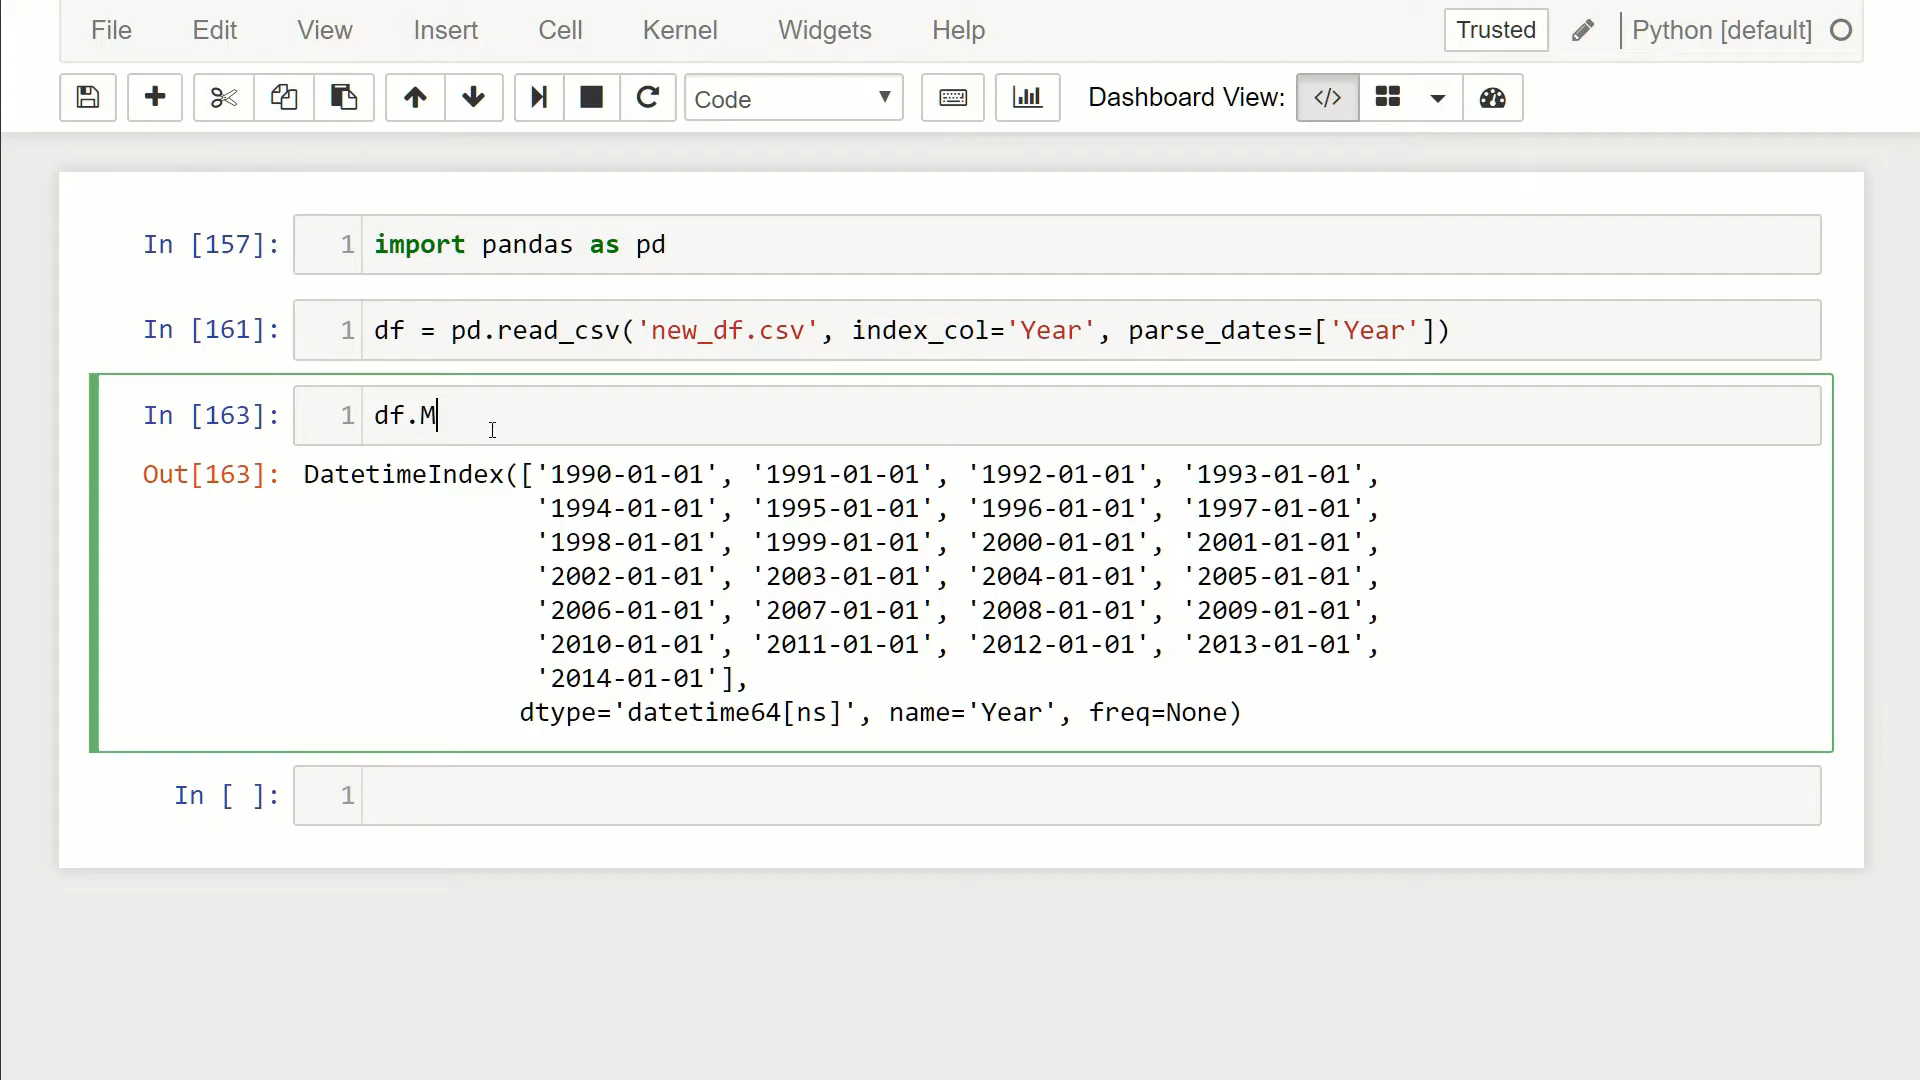 File Edit View Insert Cell Kernel Widgets Help Trusted Python [default]
Code Dashboard View: </>
In [157]: 1 import pandas as pd
In [161]: 1 df = pd.read_csv('new_df.csv', index_col='Year', parse_dates=['Year'])
In [163]: 1 df.M
Out[163]: DatetimeIndex(['1990-01-01', '1991-01-01', '1992-01-01', '1993-01-01',
'1994-01-01', '1995-01-01', '1996-01-01', '1997-01-01',
'1998-01-01', '1999-01-01', '2000-01-01', '2001-01-01',
'2002-01-01', '2003-01-01', '2004-01-01', '2005-01-01',
'2006-01-01', '2007-01-01', '2008-01-01', '2009-01-01',
'2010-01-01', '2011-01-01', '2012-01-01', '2013-01-01',
'2014-01-01'],
dtype='datetime64[ns]', name='Year', freq=None)
In [ ]: 1